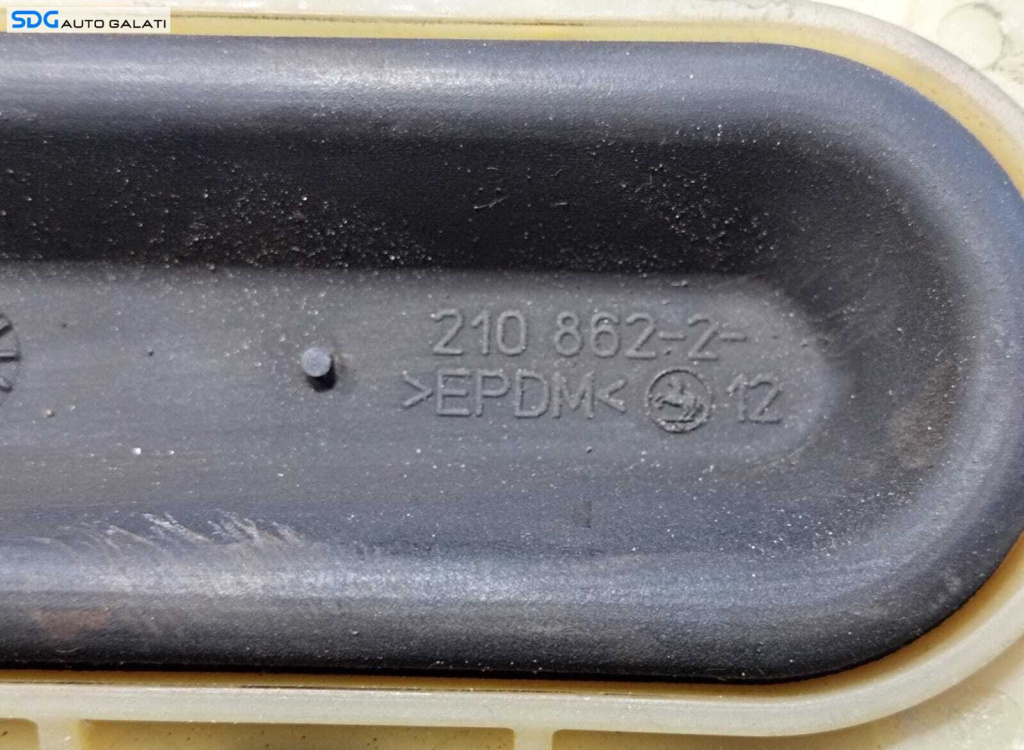 SDG AUTO GALATI
210 862-2-
>EPDM< 12